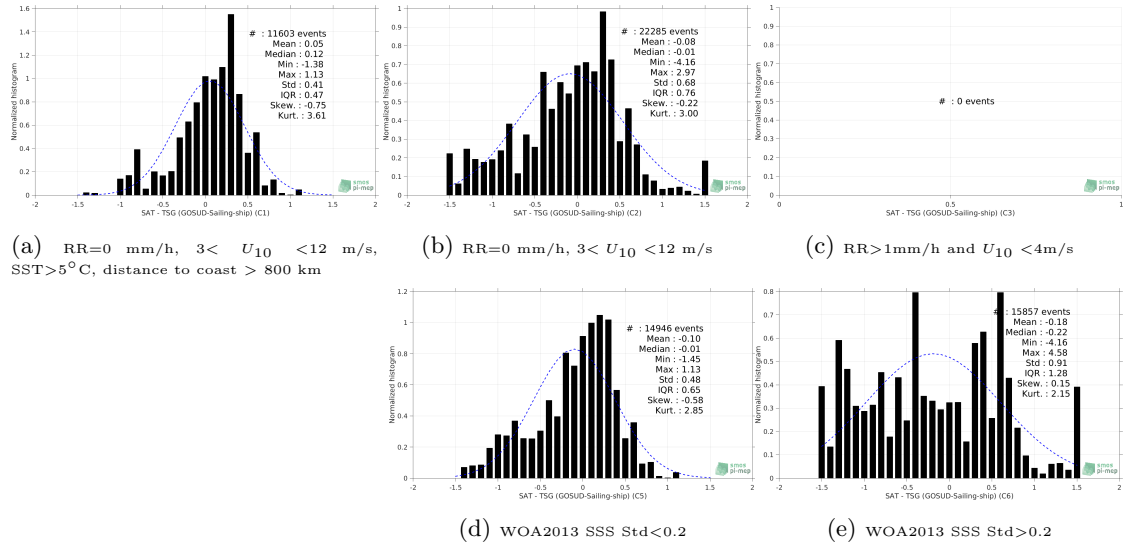 Normalized histogram
1.6
1.4
1.2
1
0.8
0.6
0.4
0.2
0
# : 11603 events
Mean : 0.05
Median : 0.12
Min : -1.38
Max : 1.13
Std : 0.41
IQR : 0.47
Skew. : -0.75
Kurt. : 3.61
smos
pi-mep
-2 -1.5 -1 -0.5 0 0.5 1 1.5 2
SAT - TSG (GOSUD-Sailing-ship) (C1)
(a) RR=0 mm/h, 3< U10 <12 m/s,
SST>5°C, distance to coast > 800 km
Normalized histogram
1
0.9
0.8
0.7
0.6
0.5
0.4
0.3
0.2
0.1
0
# : 22285 events
Mean : -0.08
Median : -0.01
Min : -4.16
Max : 2.97
Std : 0.68
IQR : 0.76
Skew. : -0.22
Kurt. : 3.00
smos
pi-mep
-2 -1.5 -1 -0.5 0 0.5 1 1.5 2
SAT - TSG (GOSUD-Sailing-ship) (C2)
(b) RR=0 mm/h, 3< U10 <12 m/s
Normalized histogram
1
0.9
0.8
0.7
0.6
0.5
0.4
0.3
0.2
0.1
0
# : 0 events
smos
pi-mep
0 0.5 1
SAT - TSG (GOSUD-Sailing-ship) (C3)
(c) RR>1mm/h and U10 <4m/s
Normalized histogram
1.2
1
0.8
0.6
0.4
0.2
0
# : 14946 events
Mean : -0.10
Median : -0.01
Min : -1.45
Max : 1.13
Std : 0.48
IQR : 0.65
Skew. : -0.58
Kurt. : 2.85
smos
pi-mep
-2 -1.5 -1 -0.5 0 0.5 1 1.5 2
SAT - TSG (GOSUD-Sailing-ship) (C5)
(d) WOA2013 SSS Std<0.2
Normalized histogram
0.8
0.7
0.6
0.5
0.4
0.3
0.2
0.1
0
# : 15857 events
Mean : -0.18
Median : -0.22
Min : -4.16
Max : 4.58
Std : 0.91
IQR : 1.28
Skew. : 0.15
Kurt. : 2.15
smos
pi-mep
-2 -1.5 -1 -0.5 0 0.5 1 1.5 2
SAT - TSG (GOSUD-Sailing-ship) (C6)
(e) WOA2013 SSS Std>0.2